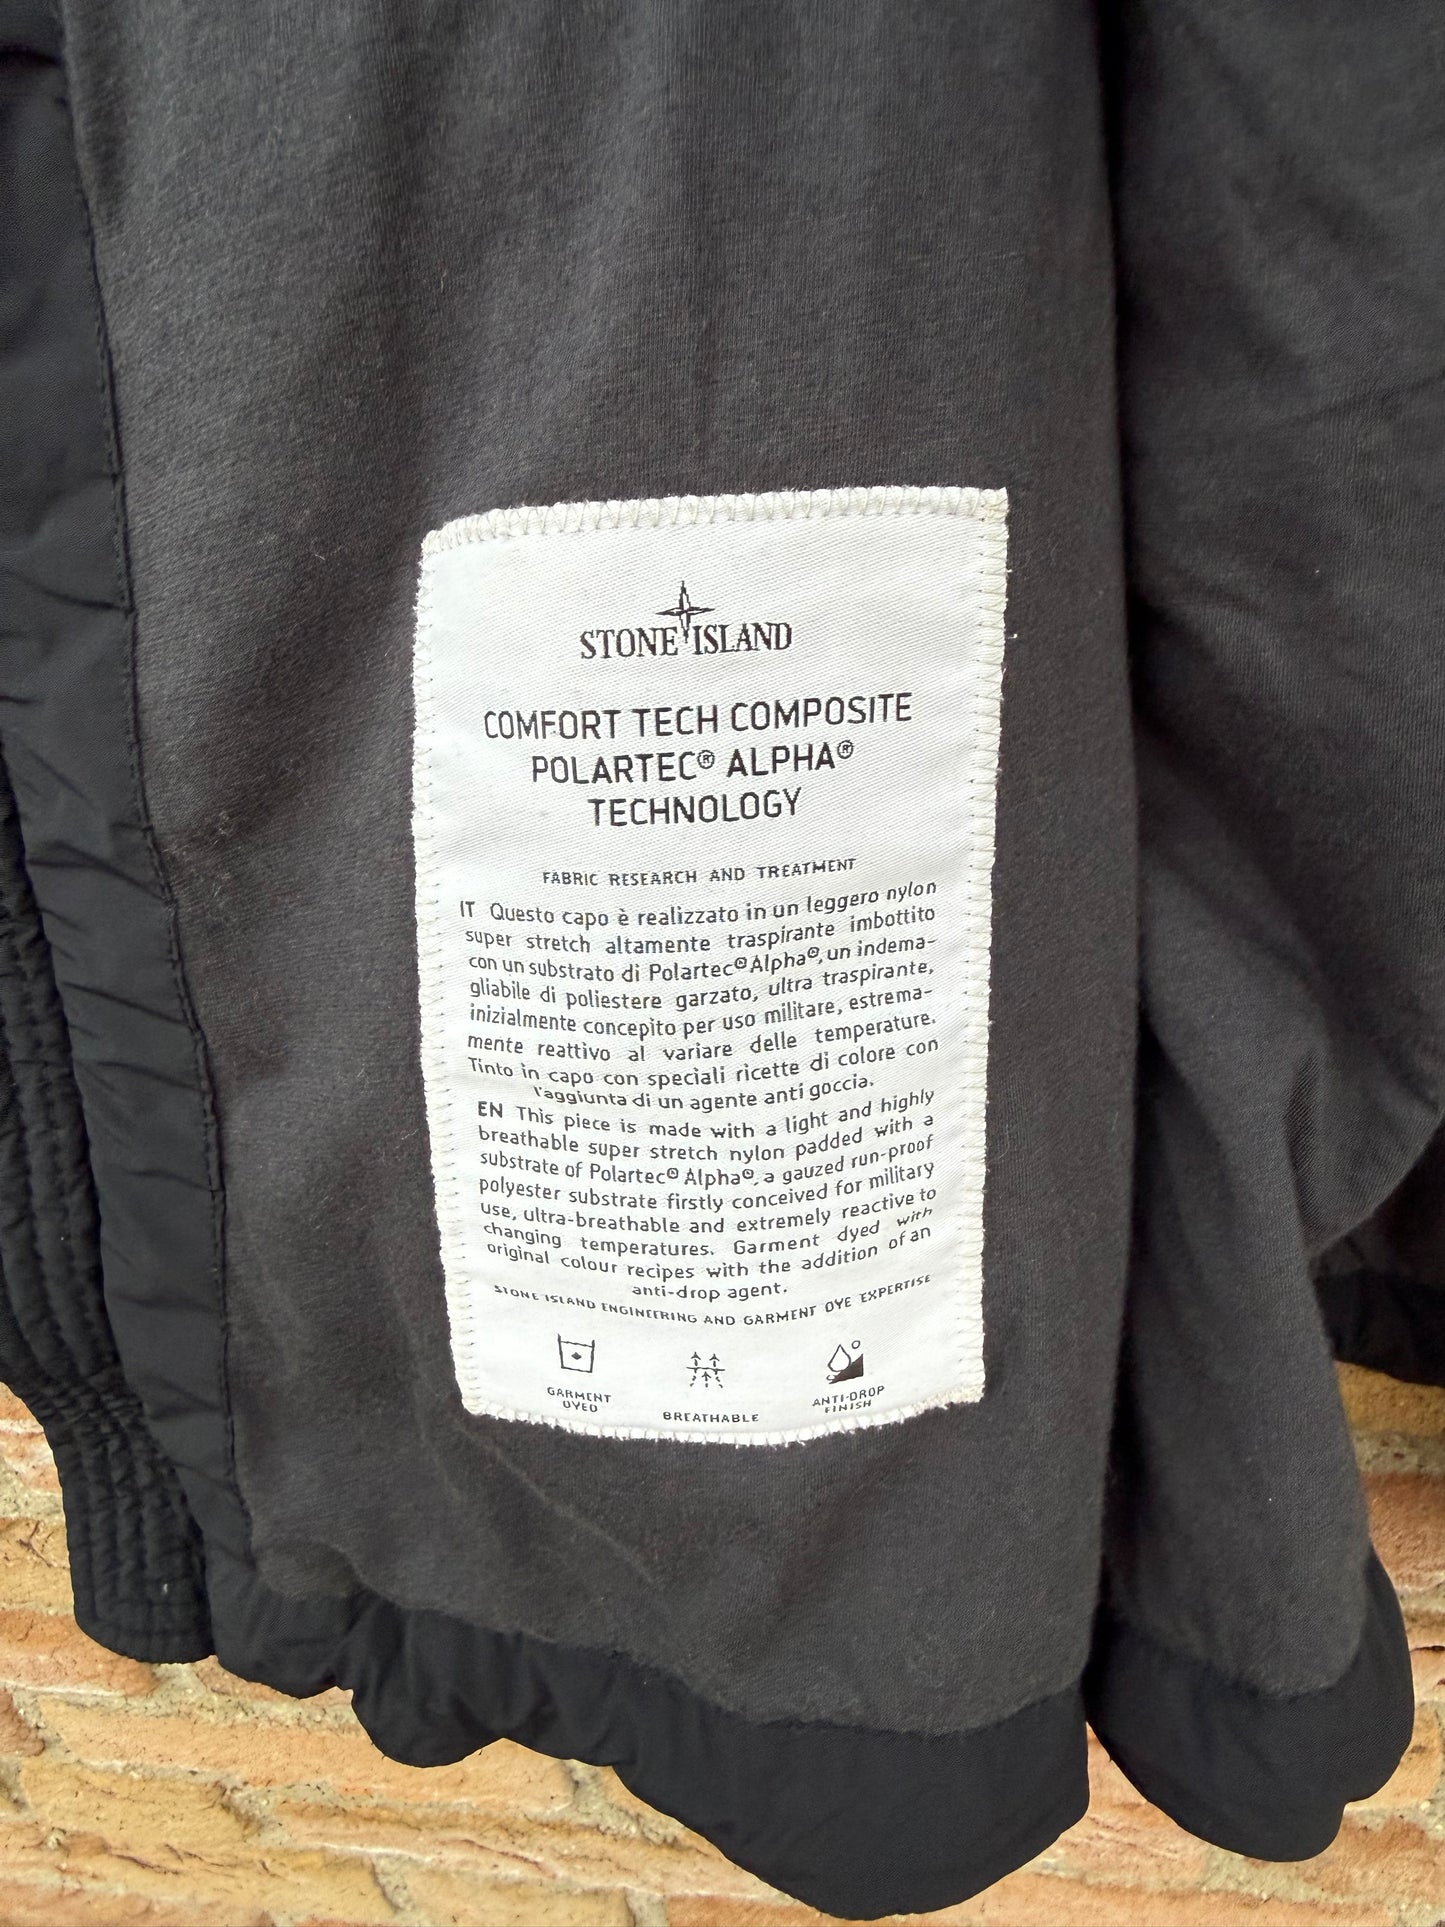 STONE ISLAND
COMFORT TECH COMPOSITE
POLARTEC® ALPHA®
TECHNOLOGY
FABRIC RESEARCH AND TREATMENT
IT Questo capo è realizzato in un leggero nylon
super stretch altamente traspirante imbottito
con un substrato di Polartec® Alpha®, un indema-
gliabile di poliestere garzato, ultra traspirante,
inizialmente concepito per uso militare, estrema-
mente reattivo al variare delle temperature.
Tinto in capo con speciali ricette di colore con
l'aggiunta di un agente anti goccia.
EN This piece is made with a light and highly
breathable super stretch nylon padded with a
substrate of Polartec® Alpha®, a gauzed run-proof
polyester substrate firstly conceived for military
use, ultra-breathable and extremely reactive to
changing temperatures. Garment dyed with
original colour recipes with the addition of an
anti-drop agent.
STONE ISLAND ENGINEERING AND GARMENT DYE EXPERTISE
GARMENT
DYED
BREATHABLE
ANTI-DROP
FINISH